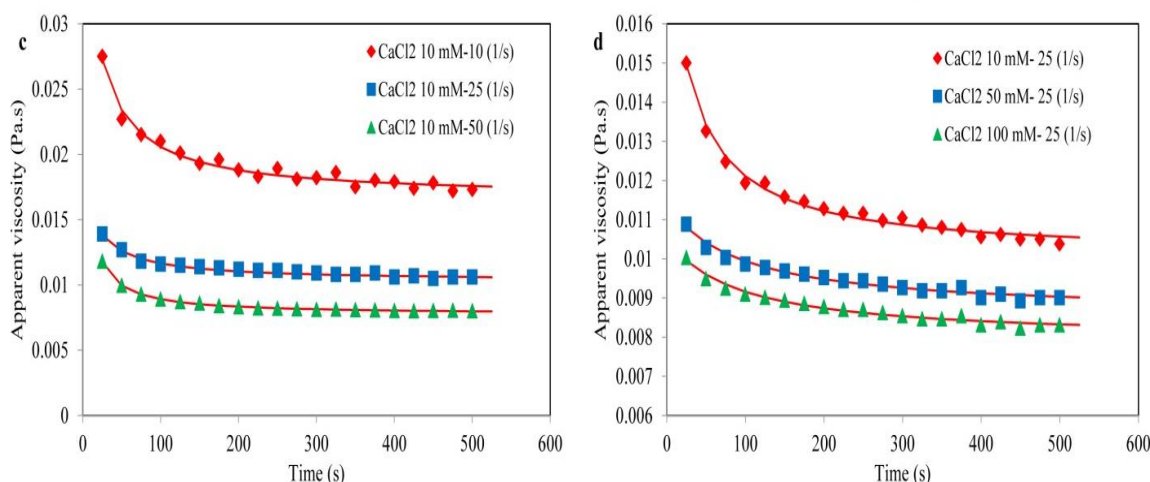 c
CaCl2 10 mM-10 (1/s)
CaCl2 10 mM-25 (1/s)
CaCl2 10 mM-50 (1/s)
Apparent viscosity (Pa.s)
0.03
0.025
0.02
0.015
0.01
0.005
0
0 100 200 300 400 500 600
Time (s)
d
CaCl2 10 mM- 25 (1/s)
CaCl2 50 mM- 25 (1/s)
CaCl2 100 mM- 25 (1/s)
Apparent viscosity (Pa.s)
0.016
0.015
0.014
0.013
0.012
0.011
0.01
0.009
0.008
0.007
0.006
0 100 200 300 400 500 600
Time (s)